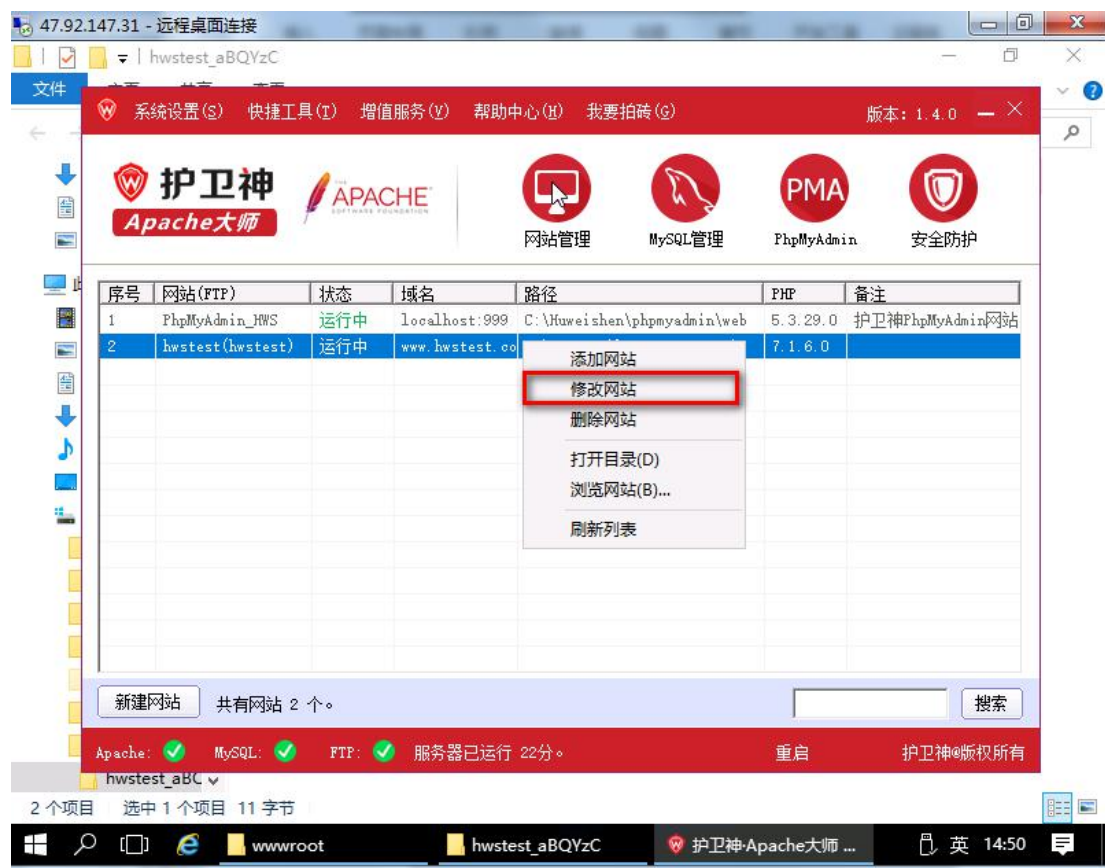 47.92.147.31 - 远程桌面连接
hwstest_aBQYzC
文件
系统设置(S) 快捷工具(T) 增值服务(V) 帮助中心(H) 我要拍砖(G) 版本: 1.4.0
护卫神
Apache大师
THE
APACHE
SOFTWARE FOUNDATION
PMA
网站管理 MySQL管理 PhpMyAdmin 安全防护
序号 网站(FTP) 状态 域名 路径 PHP 备注
1 PhpMyAdmin_HWS 运行中 localhost:999 C:\Huweishen\phpmyadmin\web 5.3.29.0 护卫神PhpMyAdmin网站
2 hwstest(hwstest) 运行中 www.hwstest.co 7.1.6.0
添加网站
修改网站
删除网站
打开目录(D)
浏览网站(B)...
刷新列表
新建网站 共有网站 2 个。 搜索
Apache: MySQL: FTP: 服务器已运行 22分。 重启 护卫神@版权所有
hwstest_aBC
2 个项目 选中 1 个项目 11 字节
wwwroot hwstest_aBQYzC 护卫神·Apache大师 ... 英 14:50